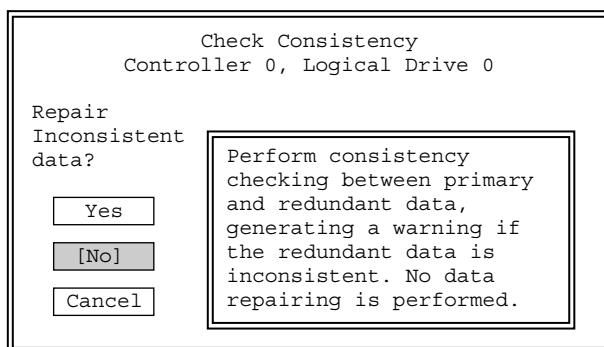 Check Consistency
Controller 0, Logical Drive 0
Repair
Inconsistent
data?
Yes
[No]
Cancel
Perform consistency
checking between primary
and redundant data,
generating a warning if
the redundant data is
inconsistent. No data
repairing is performed.